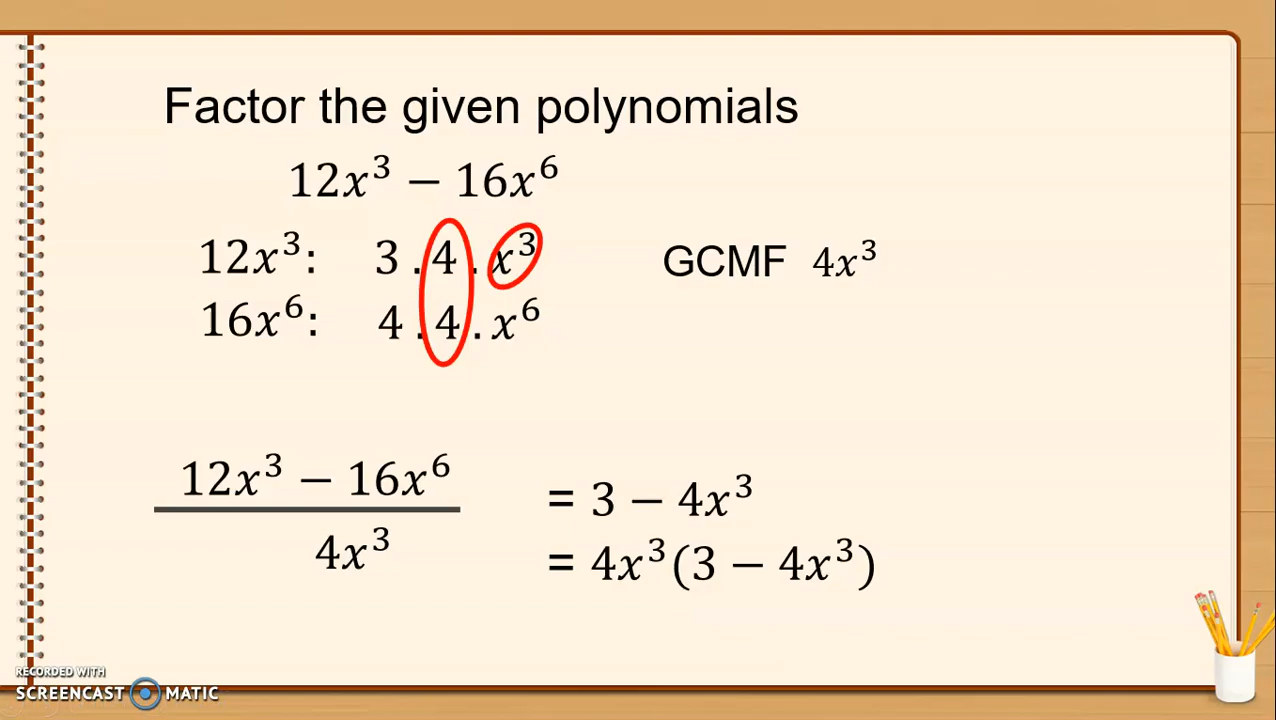 Factor the given polynomials
12x³ − 16x⁶
12x³: 3 . 4 . x³
GCMF 4x³
16x⁶: 4 . 4 . x⁶
12x³ − 16x⁶
4x³
= 3 − 4x³
= 4x³(3 − 4x³)
RECORDED WITH
SCREENCAST MATIC